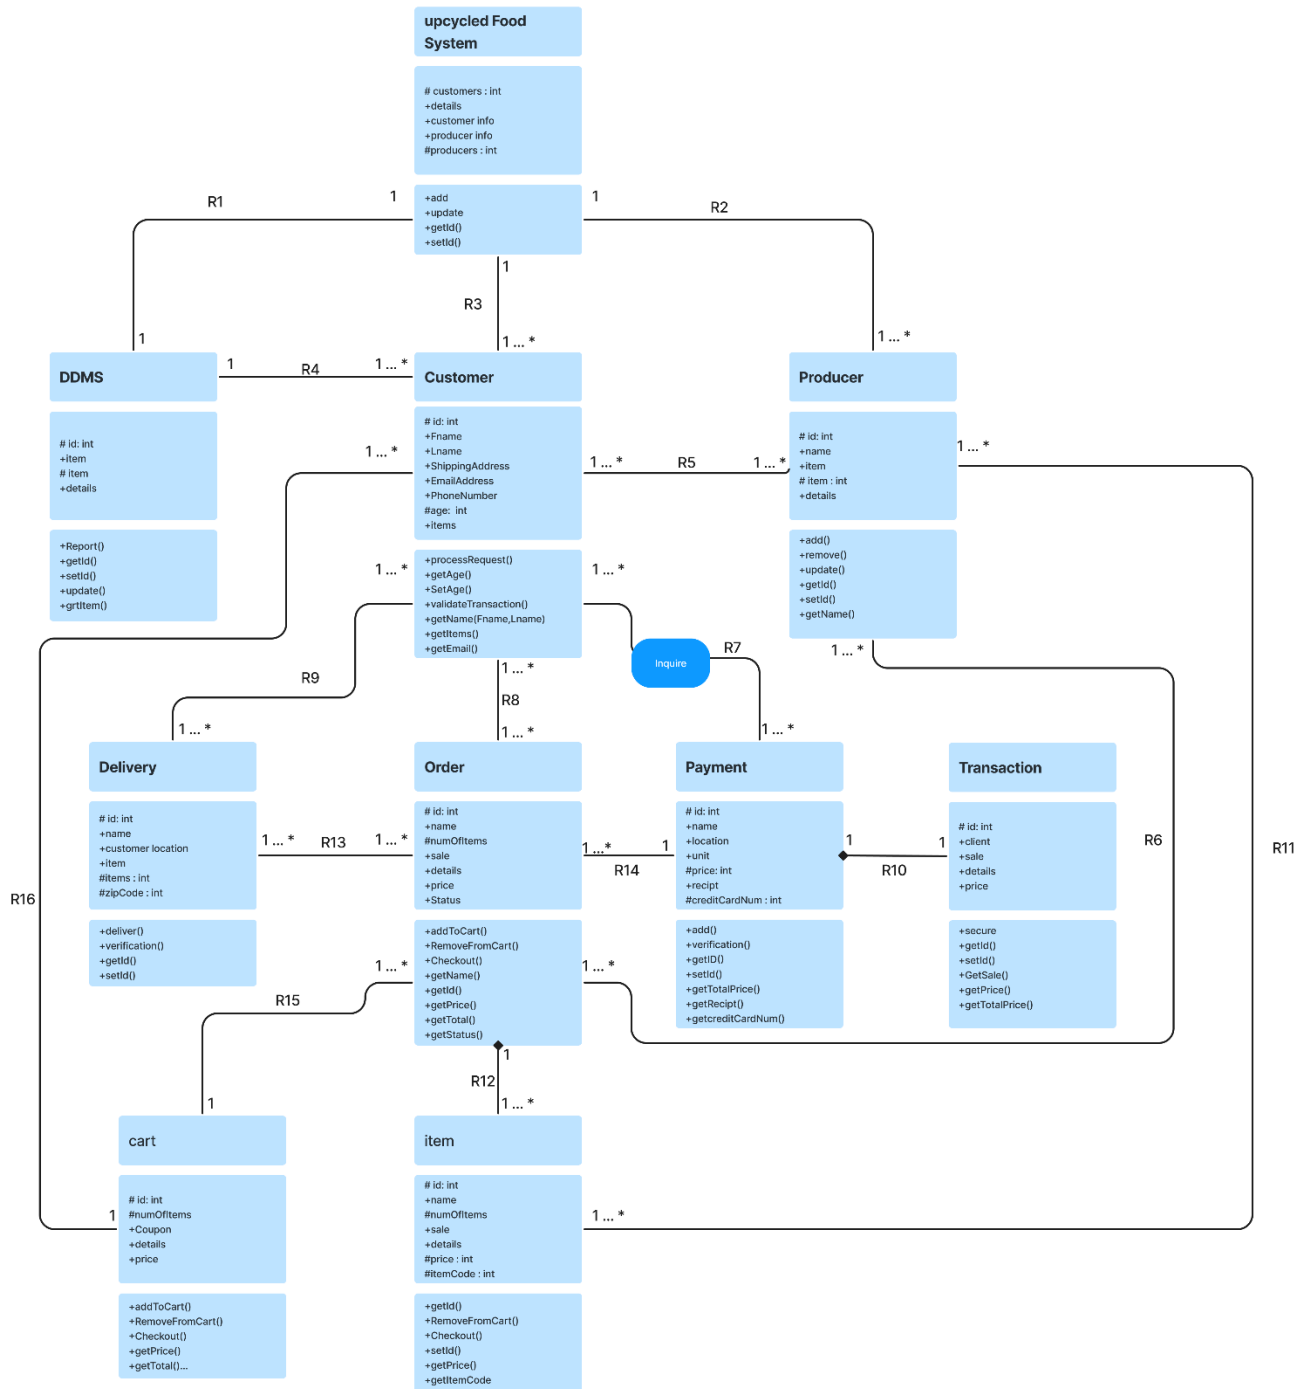 upcycled Food
System
# customers : int
+details
+customer info
+producer info
#producers : int
+add
+update
+getId()
+setId()
R1
1
1
R2
1
R3
1
1 ... *
1 ... *
DDMS
1
R4
1 ... *
Customer
Producer
# id: int
+item
# item
+details
+Report()
+getId()
+setId()
+update()
+grtItem()
# id: int
+Fname
+Lname
+ShippingAddress
+EmailAddress
+PhoneNumber
#age:  int
+items
+processRequest()
+getAge()
+SetAge()
+validateTransaction()
+getName(Fname,Lname)
+getItems()
+getEmail()
# id: int
+name
+item
# item : int
+details
+add()
+remove()
+update()
+getId()
+setId()
+getName()
1 ... *
1 ... *
R5
1 ... *
1 ... *
1 ... *
1 ... *
1 ... *
Inquire
R7
R9
1 ... *
R8
1 ... *
1 ... *
1 ... *
Delivery
Order
Payment
Transaction
# id: int
+name
+customer location
+item
#items : int
#zipCode : int
+deliver()
+verification()
+getId()
+setId()
1 ... *
R13
1 ... *
# id: int
+name
#numOfItems
+sale
+details
+price
+Status
+addToCart()
+RemoveFromCart()
+Checkout()
+getName()
+getId()
+getPrice()
+getTotal()
+getStatus()
1...*
R14
1
# id: int
+name
+location
+unit
#price: int
+recipt
#creditCardNum : int
+add()
+verification()
+getID()
+setId()
+getTotalPrice()
+getRecipt()
+getcreditCardNum()
1
R10
1
# id: int
+client
+sale
+details
+price
+secure
+getId()
+setId()
+GetSale()
+getPrice()
+getTotalPrice()
R6
R11
R16
1 ... *
1 ... *
R15
1
R12
1
1 ... *
cart
item
# id: int
#numOfItems
+Coupon
+details
+price
+addToCart()
+RemoveFromCart()
+Checkout()
+getPrice()
+getTotal()...
1
# id: int
+name
#numOfItems
+sale
+details
#price : int
#itemCode : int
+getId()
+RemoveFromCart()
+Checkout()
+setId()
+getPrice()
+getItemCode
1 ... *